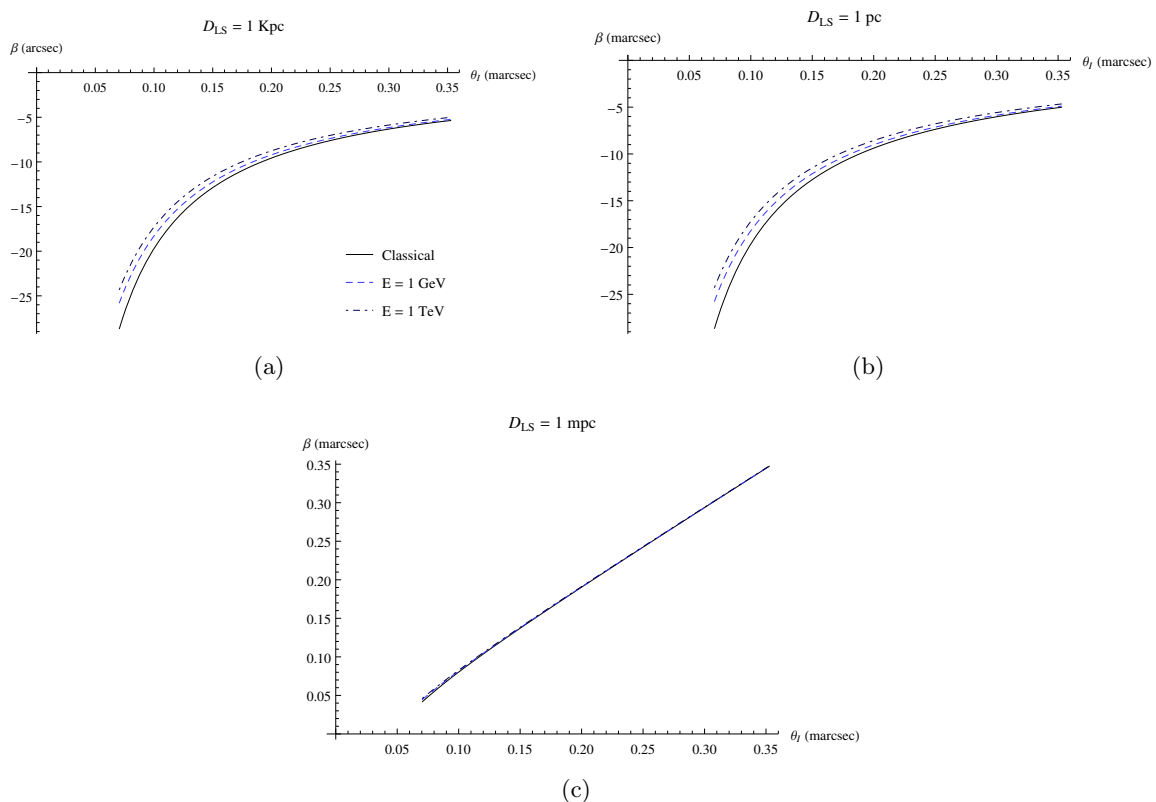 D_LS = 1 Kpc
β (arcsec)
θ_I (marcsec)
0.05 0.10 0.15 0.20 0.25 0.30 0.35
−5
−10
−15
−20
−25
Classical
E = 1 GeV
E = 1 TeV
(a)
D_LS = 1 pc
β (marcsec)
θ_I (marcsec)
0.05 0.10 0.15 0.20 0.25 0.30 0.35
−5
−10
−15
−20
−25
(b)
D_LS = 1 mpc
β (marcsec)
0.35
0.30
0.25
0.20
0.15
0.10
0.05
θ_I (marcsec)
0.05 0.10 0.15 0.20 0.25 0.30 0.35
(c)